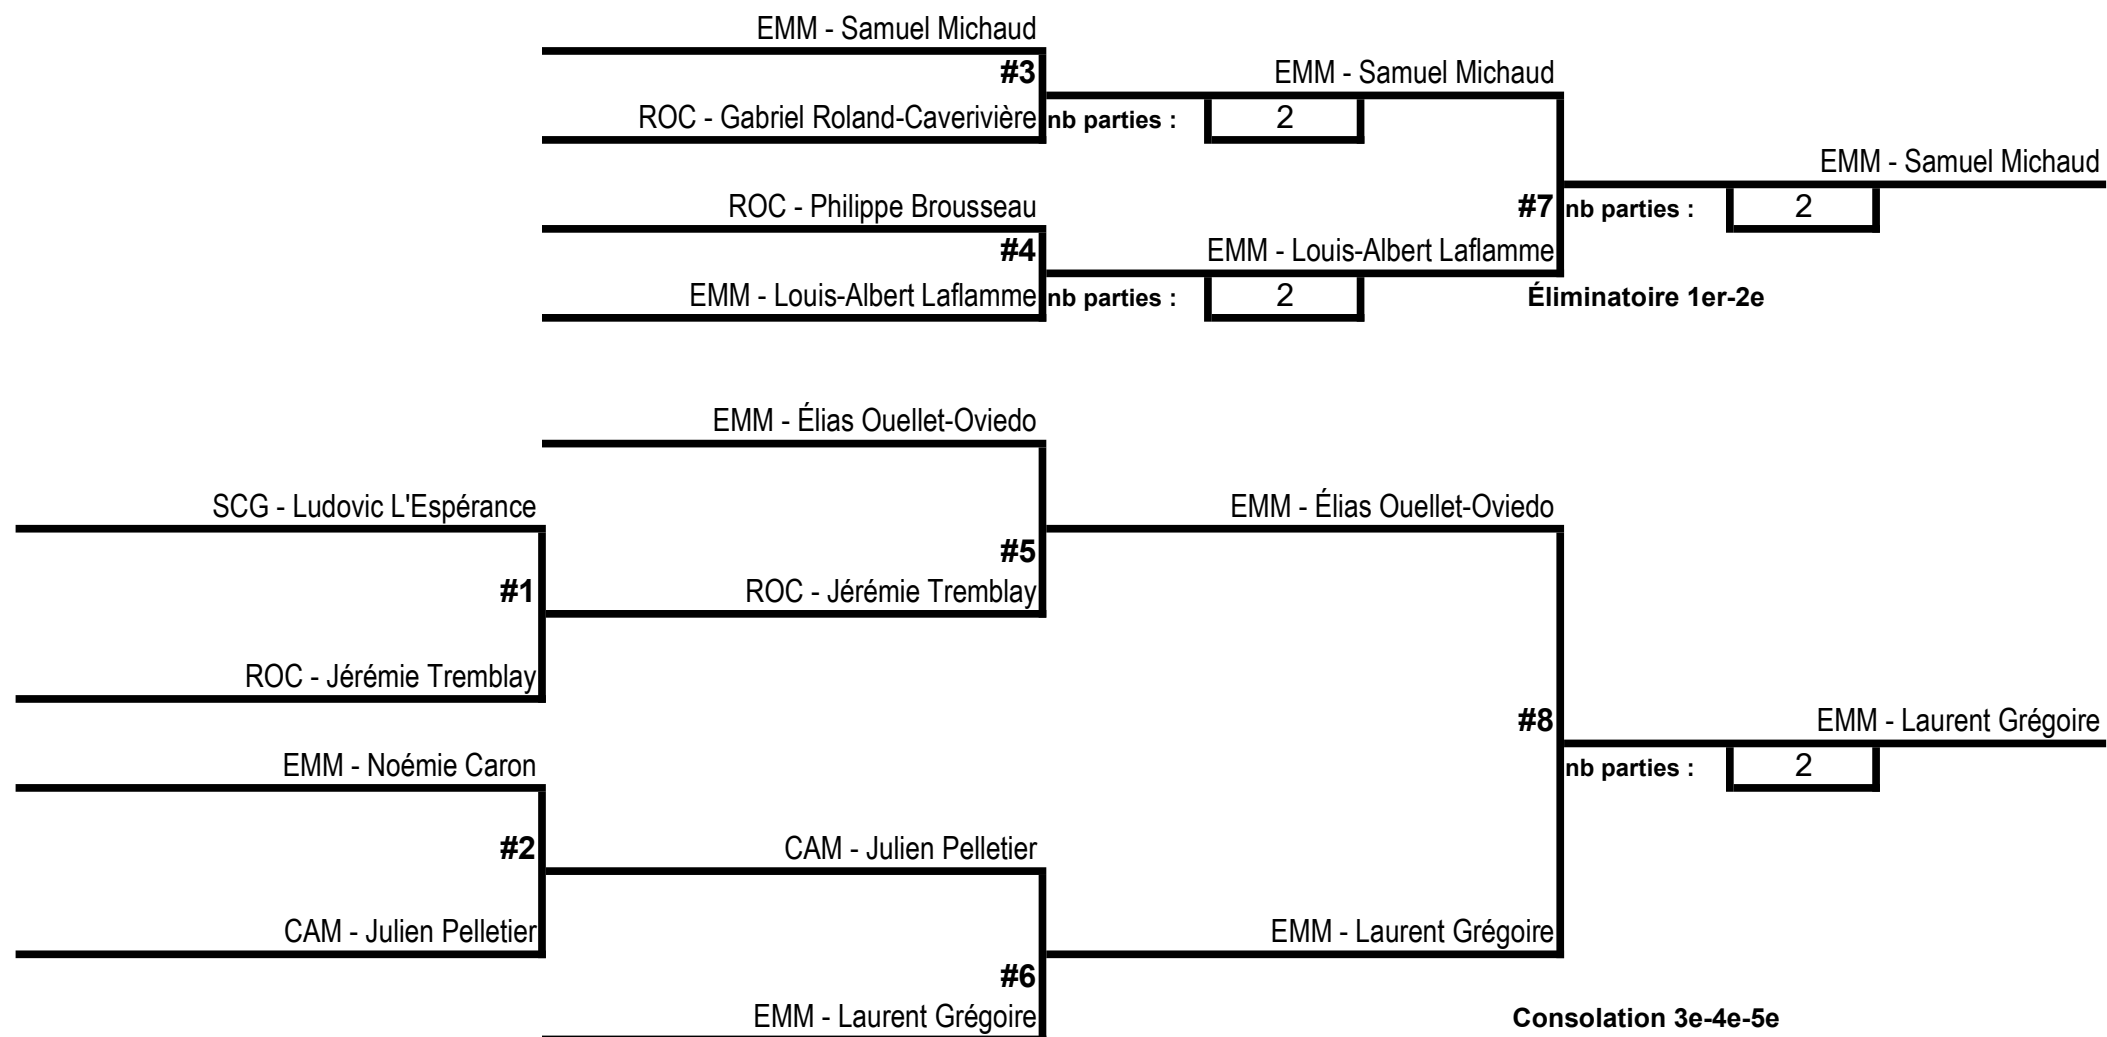 EMM - Samuel Michaud
#3
EMM - Samuel Michaud
ROC - Gabriel Roland-Caverivière
nb parties :
2
EMM - Samuel Michaud
ROC - Philippe Brousseau
#7
nb parties :
2
#4
EMM - Louis-Albert Laflamme
EMM - Louis-Albert Laflamme
nb parties :
2
Éliminatoire 1er-2e
EMM - Élias Ouellet-Oviedo
SCG - Ludovic L'Espérance
EMM - Élias Ouellet-Oviedo
#5
#1
ROC - Jérémie Tremblay
ROC - Jérémie Tremblay
#8
EMM - Laurent Grégoire
EMM - Noémie Caron
nb parties :
2
#2
CAM - Julien Pelletier
CAM - Julien Pelletier
EMM - Laurent Grégoire
#6
EMM - Laurent Grégoire
Consolation 3e-4e-5e